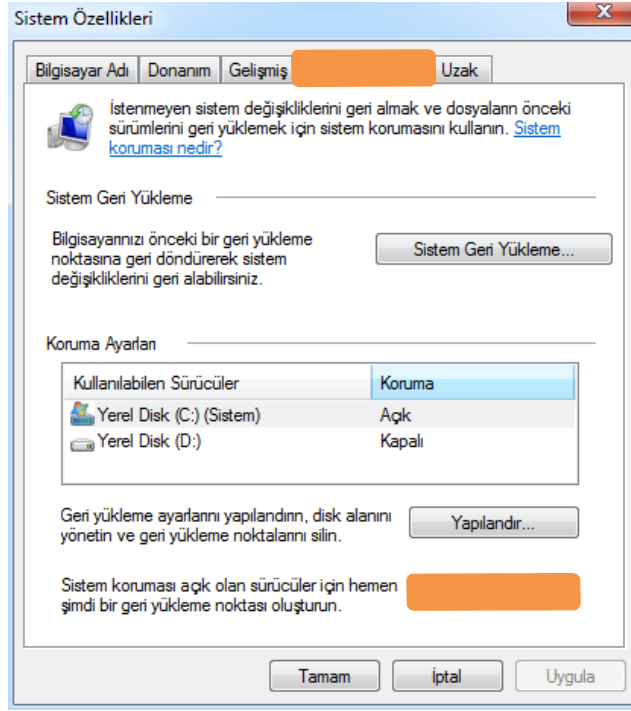 Sistem Özellikleri
Bilgisayar Adı Donanım Gelişmiş Uzak
İstenmeyen sistem değişikliklerini geri almak ve dosyaların önceki
sürümlerini geri yüklemek için sistem korumasını kullanın. Sistem
koruması nedir?
Sistem Geri Yükleme
Bilgisayarınızı önceki bir geri yükleme
noktasına geri döndürerek sistem
değişikliklerini geri alabilirsiniz.
Sistem Geri Yükleme...
Koruma Ayarları
Kullanılabilen Sürücüler Koruma
Yerel Disk (C:) (Sistem) Açık
Yerel Disk (D:) Kapalı
Geri yükleme ayarlarını yapılandırın, disk alanını
yönetin ve geri yükleme noktalarını silin.
Yapılandır...
Sistem koruması açık olan sürücüler için hemen
şimdi bir geri yükleme noktası oluşturun.
Tamam İptal Uygula